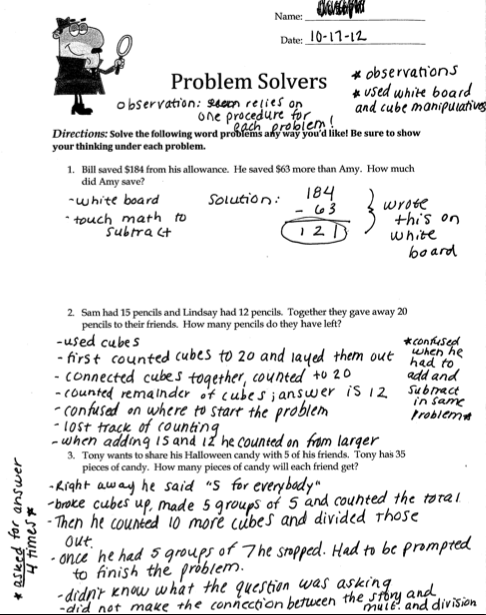 Name:
Date: 10-17-12
Problem Solvers
* observations
* used white board
and cube manipulatives
observation: relies on
one procedure for
each problem!
Directions: Solve the following word problems any way you'd like! Be sure to show
your thinking under each problem.
1. Bill saved $184 from his allowance. He saved $63 more than Amy. How much
did Amy save?
-white board
-touch math to
subtract
Solution:
184
- 63
121
wrote
this on
white
board
2. Sam had 15 pencils and Lindsay had 12 pencils. Together they gave away 20
pencils to their friends. How many pencils do they have left?
-used cubes
-first counted cubes to 20 and layed them out
- connected cubes together, counted to 20
-counted remainder of cubes; answer is 12
-confused on where to start the problem
-lost track of counting
-when adding 15 and 12 he counted on from larger
*confused
when he
had to
add and
subtract
in same
problem*
3. Tony wants to share his Halloween candy with 5 of his friends. Tony has 35
pieces of candy. How many pieces of candy will each friend get?
-Right away he said "5 for everybody"
-broke cubes up, made 5 groups of 5 and counted the total
-Then he counted 10 more cubes and divided those
out.
-once he had 5 groups of 7 he stopped. Had to be prompted
to finish the problem.
-didn't know what the question was asking
-did not make the connection between the story and
mult. and division
* asked for answer
4 times *